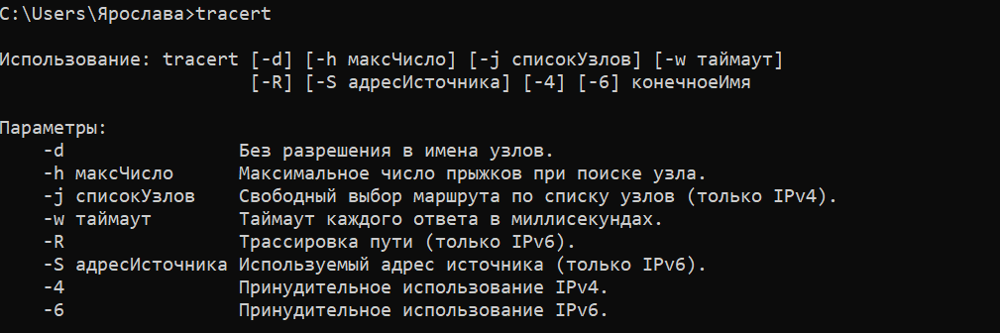 C:\Users\Ярослава>tracert
Использование: tracert [-d] [-h максЧисло] [-j списокУзлов] [-w таймаут]
[-R] [-S адресИсточника] [-4] [-6] конечноеИмя
Параметры:
-d Без разрешения в имена узлов.
-h максЧисло Максимальное число прыжков при поиске узла.
-j списокУзлов Свободный выбор маршрута по списку узлов (только IPv4).
-w таймаут Таймаут каждого ответа в миллисекундах.
-R Трассировка пути (только IPv6).
-S адресИсточника Используемый адрес источника (только IPv6).
-4 Принудительное использование IPv4.
-6 Принудительное использование IPv6.